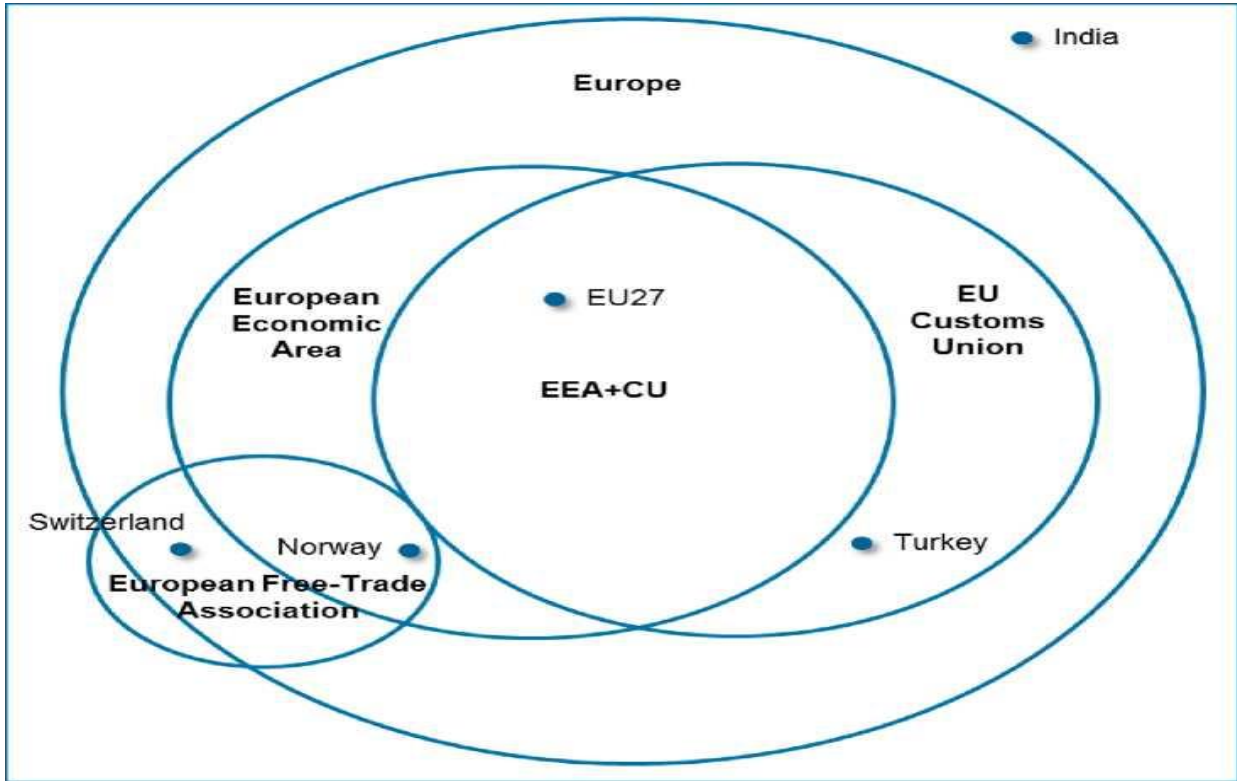 India
Europe
European
Economic
Area
EU27
EU
Customs
Union
EEA+CU
Switzerland
Norway
Turkey
European Free-Trade
Association